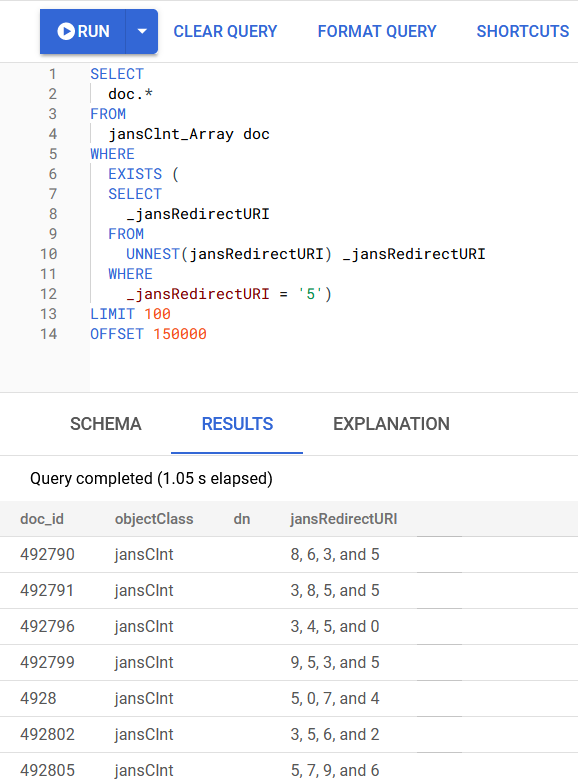 RUN CLEAR QUERY FORMAT QUERY SHORTCUTS
1 SELECT
2 doc.*
3 FROM
4 jansClnt_Array doc
5 WHERE
6 EXISTS (
7 SELECT
8 _jansRedirectURI
9 FROM
10 UNNEST(jansRedirectURI) _jansRedirectURI
11 WHERE
12 _jansRedirectURI = '5')
13 LIMIT 100
14 OFFSET 150000
SCHEMA RESULTS EXPLANATION
Query completed (1.05 s elapsed)
doc_id objectClass dn jansRedirectURI
492790 jansClnt 8, 6, 3, and 5
492791 jansClnt 3, 8, 5, and 5
492796 jansClnt 3, 4, 5, and 0
492799 jansClnt 9, 5, 3, and 5
4928 jansClnt 5, 0, 7, and 4
492802 jansClnt 3, 5, 6, and 2
492805 jansClnt 5, 7, 9, and 6